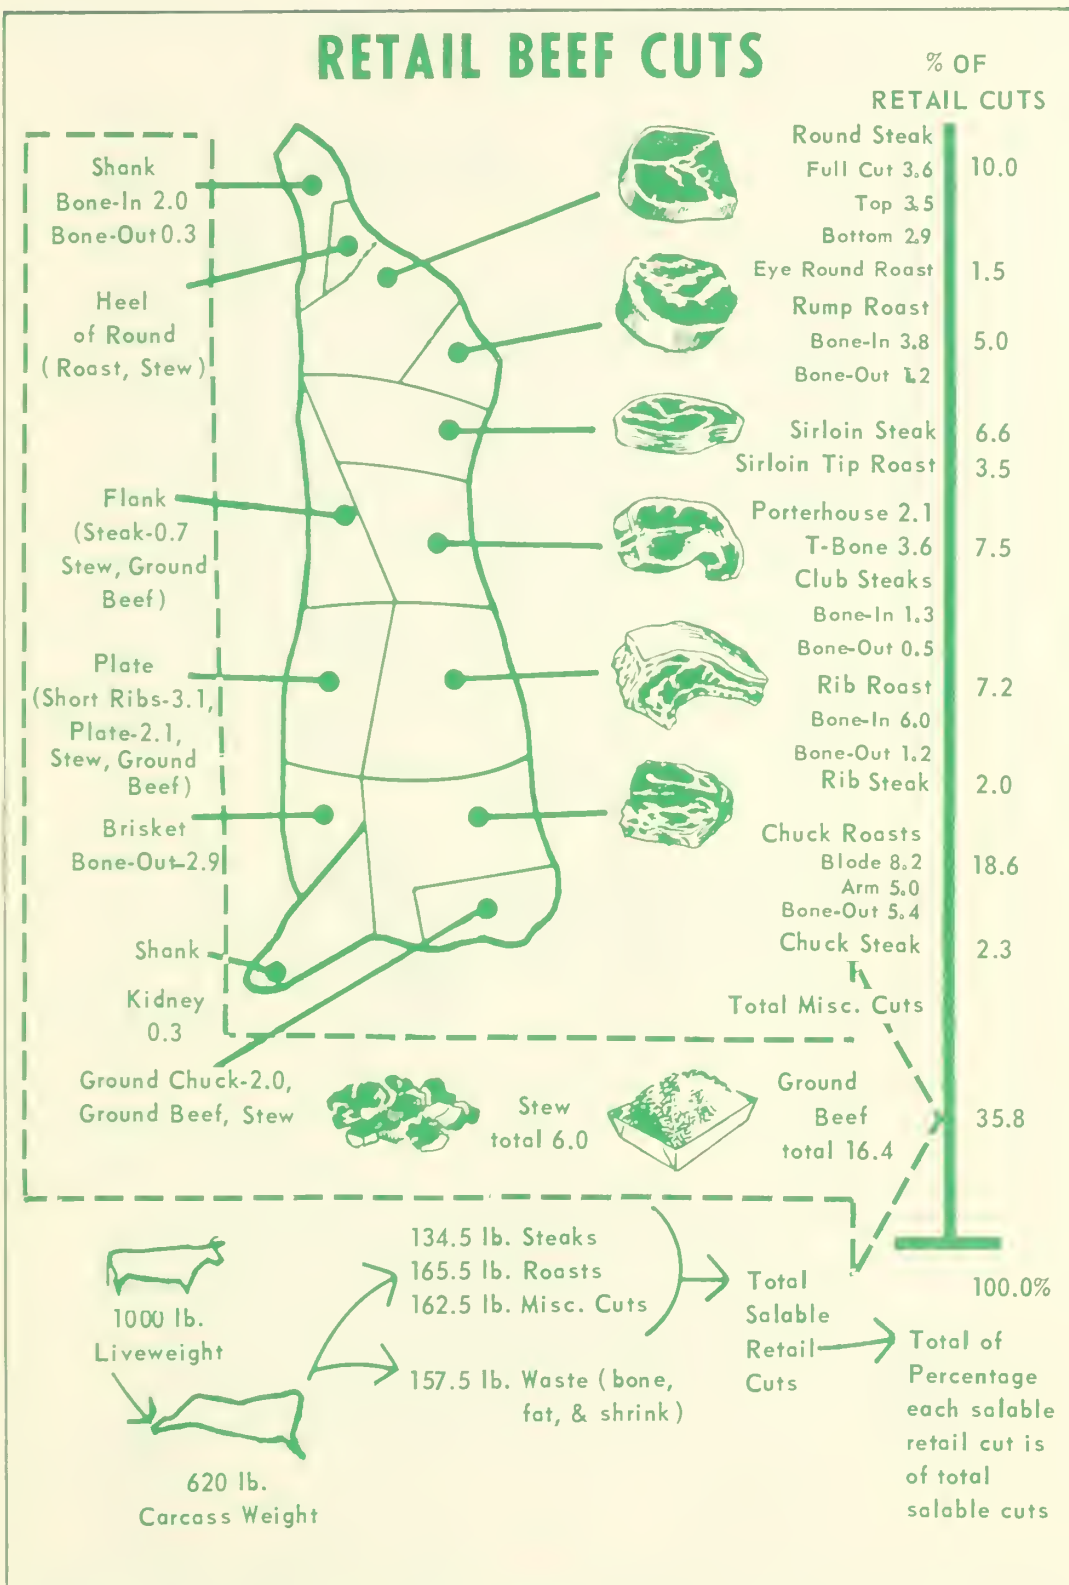 RETAIL BEEF CUTS
% OF
RETAIL CUTS
Shank
Bone-In 2.0
Bone-Out 0.3
Heel
of Round
(Roast, Stew)
Flank
(Steak-0.7
Stew, Ground
Beef)
Plate
(Short Ribs-3.1,
Plate-2.1,
Stew, Ground
Beef)
Brisket
Bone-Out-2.9
Shank
Kidney
0.3
Ground Chuck-2.0,
Ground Beef, Stew
Round Steak
Full Cut 3.6 10.0
Top 3.5
Bottom 2.9
Eye Round Roast 1.5
Rump Roast
Bone-In 3.8 5.0
Bone-Out 1.2
Sirloin Steak 6.6
Sirloin Tip Roast 3.5
Porterhouse 2.1
T-Bone 3.6 7.5
Club Steaks
Bone-In 1.3
Bone-Out 0.5
Rib Roast 7.2
Bone-In 6.0
Bone-Out 1.2
Rib Steak 2.0
Chuck Roasts
Blode 8.2 18.6
Arm 5.0
Bone-Out 5.4
Chuck Steak 2.3
Total Misc. Cuts
Stew
total 6.0
Ground
Beef 35.8
total 16.4
100.0%
1000 lb.
Liveweight
620 lb.
Carcass Weight
134.5 lb. Steaks
165.5 lb. Roasts
162.5 lb. Misc. Cuts
157.5 lb. Waste (bone,
fat, & shrink)
Total
Salable
Retail
Cuts
Total of
Percentage
each salable
retail cut is
of total
salable cuts